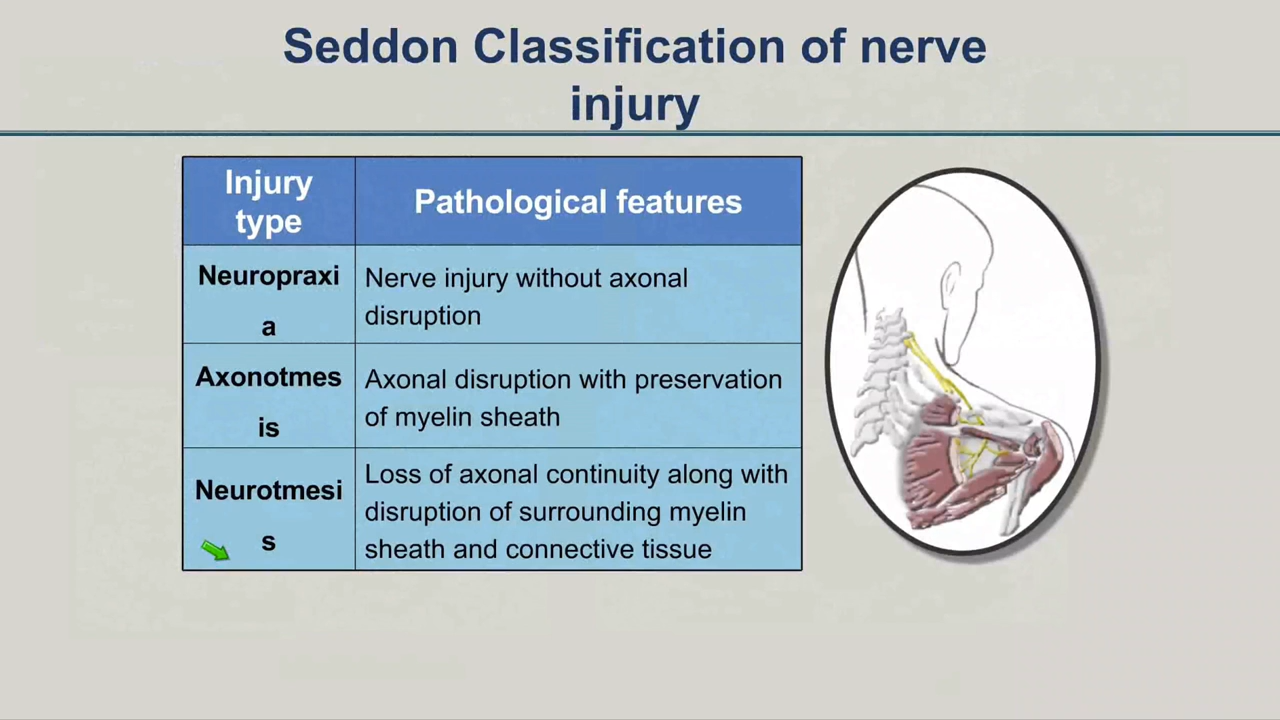 Seddon Classification of nerve
injury
Injury
type
Pathological features
Neuropraxi
a
Nerve injury without axonal
disruption
Axonotmes
is
Axonal disruption with preservation
of myelin sheath
Neurotmesi
s
Loss of axonal continuity along with
disruption of surrounding myelin
sheath and connective tissue